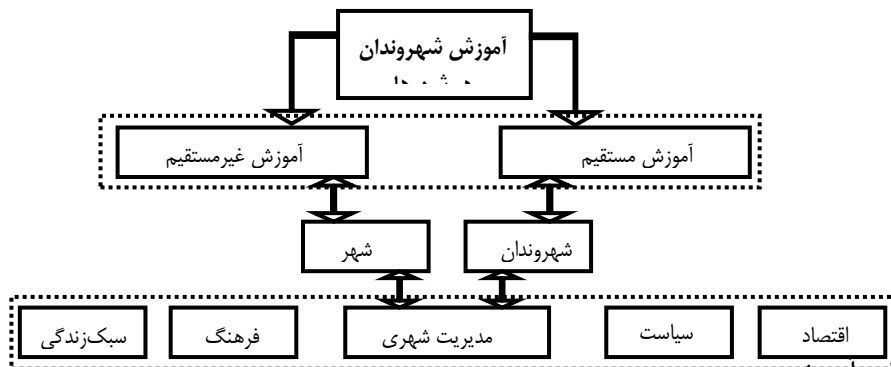 آموزش شهروندان
آموزش مستقیم
آموزش غیرمستقیم
شهروندان
شهر
اقتصاد
سیاست
مدیریت شهری
فرهنگ
سبک‌زندگی